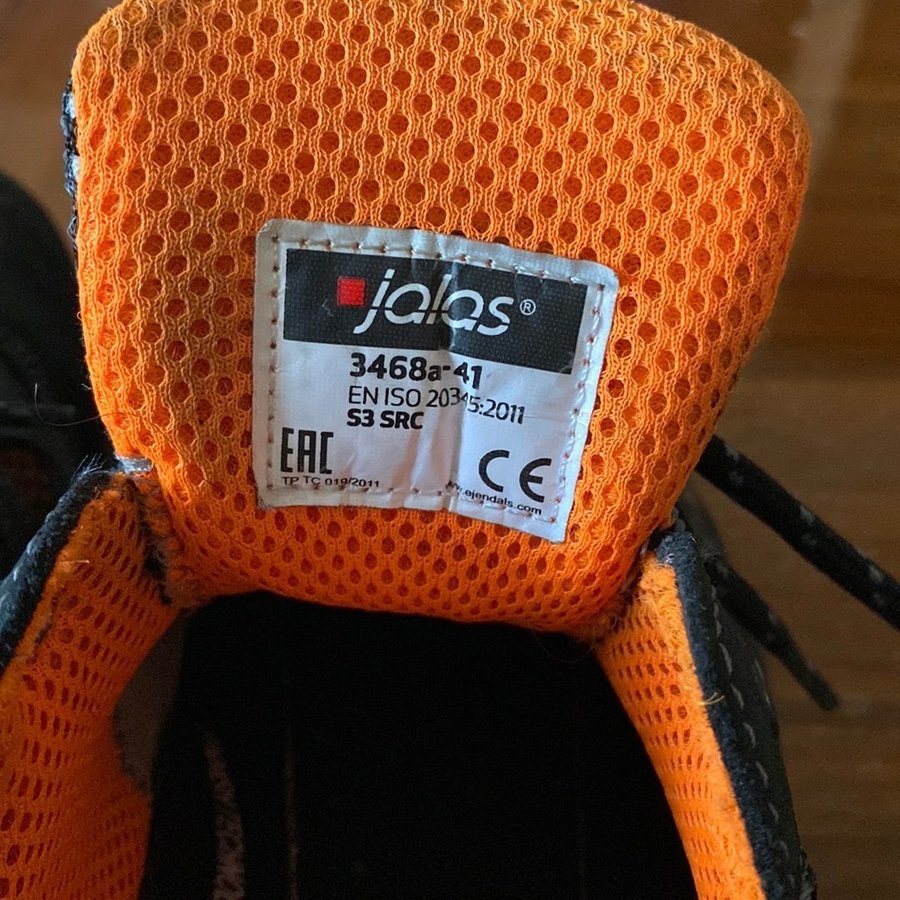 jalas®
3468a-41
EN ISO 20345:2011
S3 SRC
EAC
TP TC 019/2011
CE
www.ejendals.com